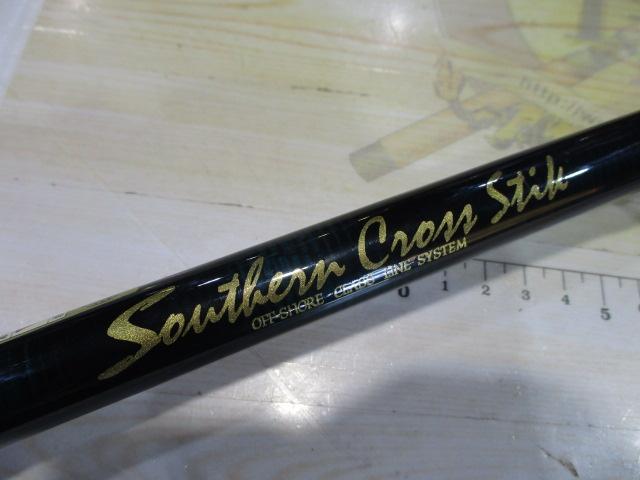 Southern Cross Stik
OFF-SHORE CLASS LINE SYSTEM
0 1 2 3 4 5